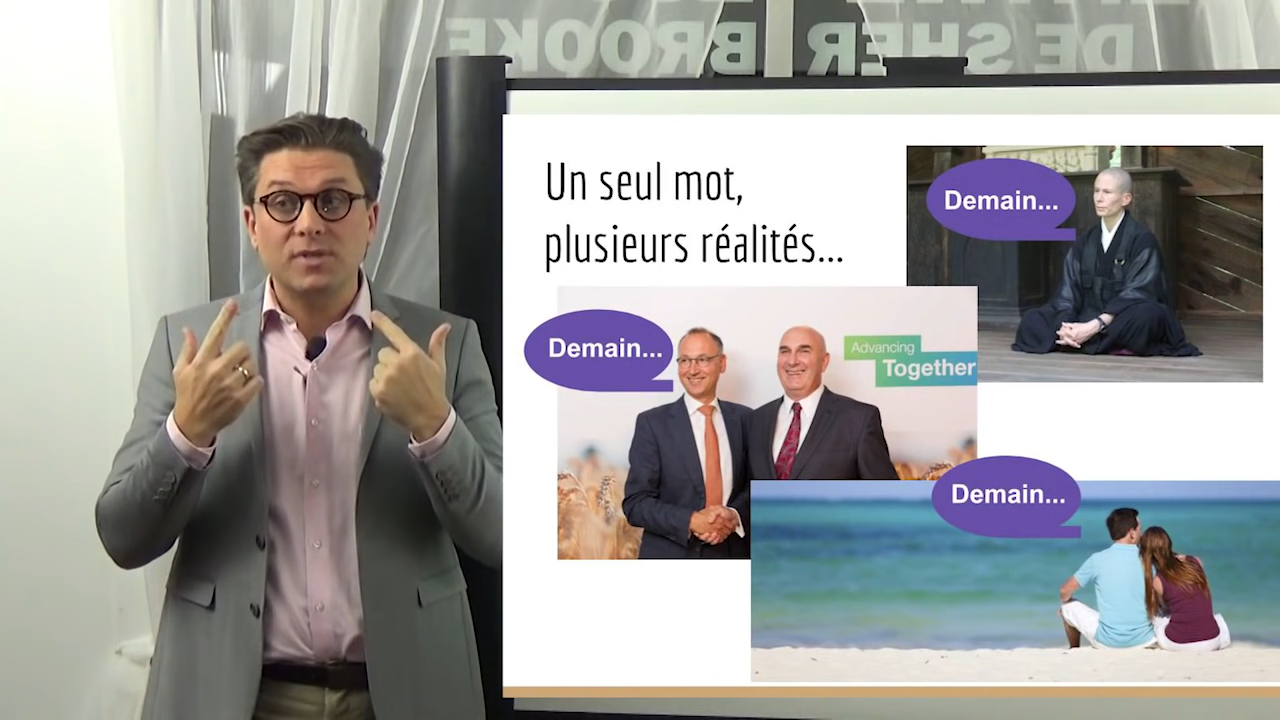 DE SHERBROOKE
Un seul mot,
plusieurs réalités...
Demain...
Demain...
Advancing
Together
Demain...